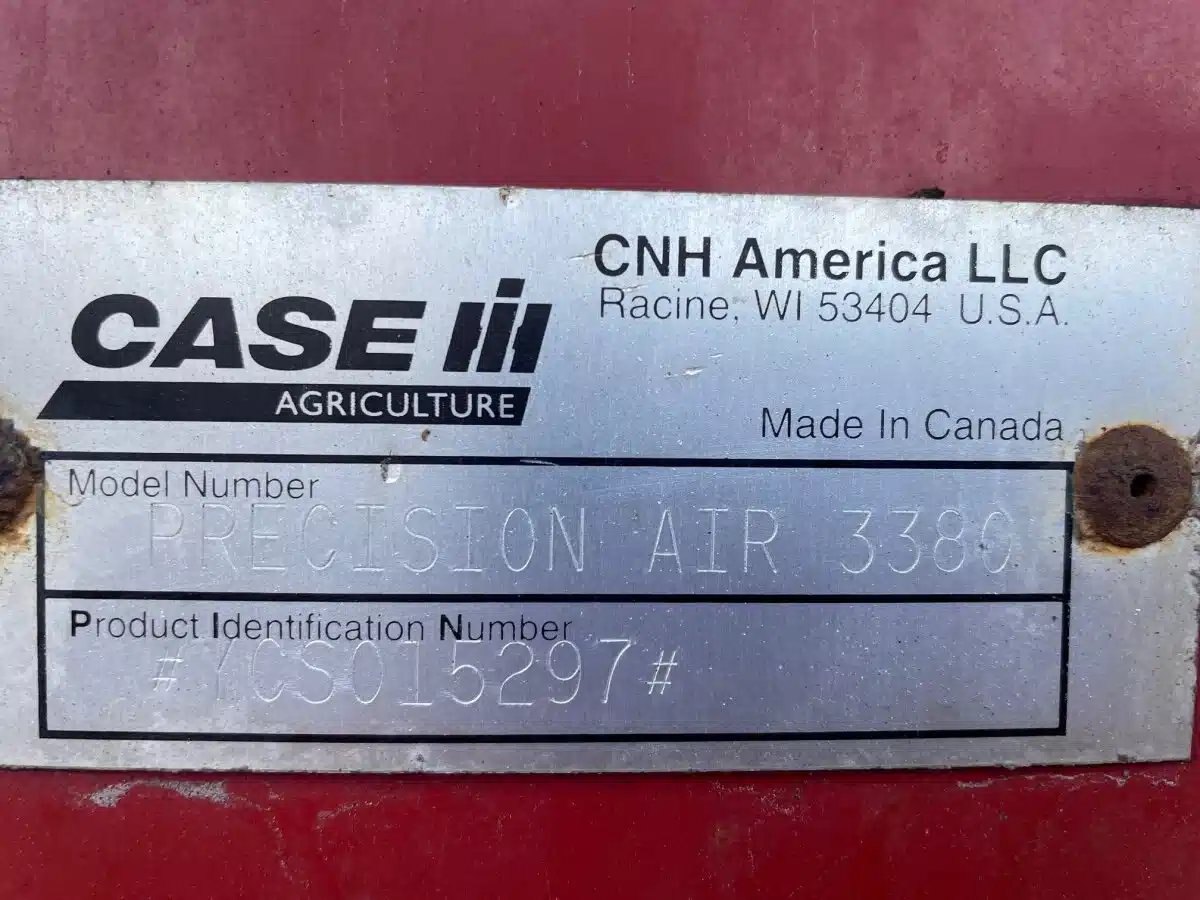 CNH America LLC
Racine, WI 53404 U.S.A.
CASE IH
AGRICULTURE
Made In Canada
Model Number
PRECISION AIR 3380
Product Identification Number
#YCS015297#